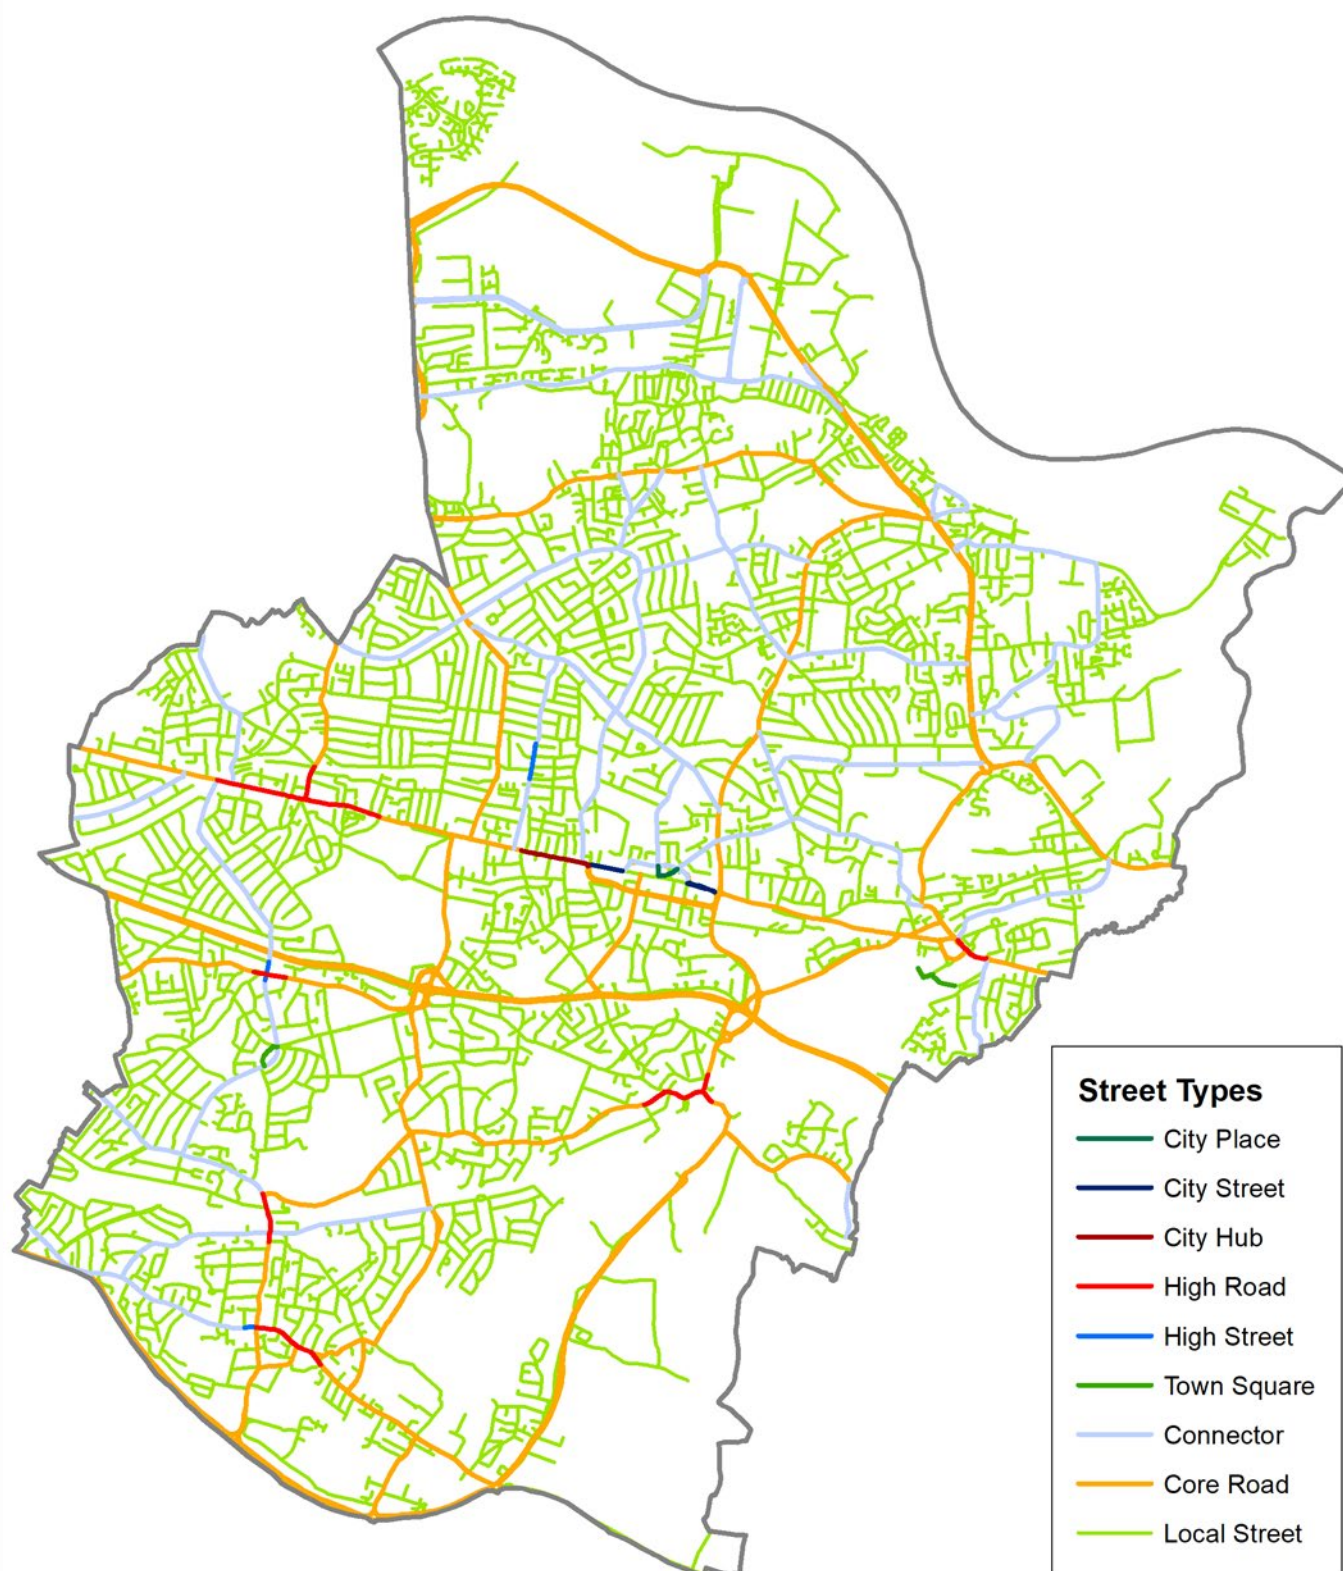 Street Types
City Place
City Street
City Hub
High Road
High Street
Town Square
Connector
Core Road
Local Street